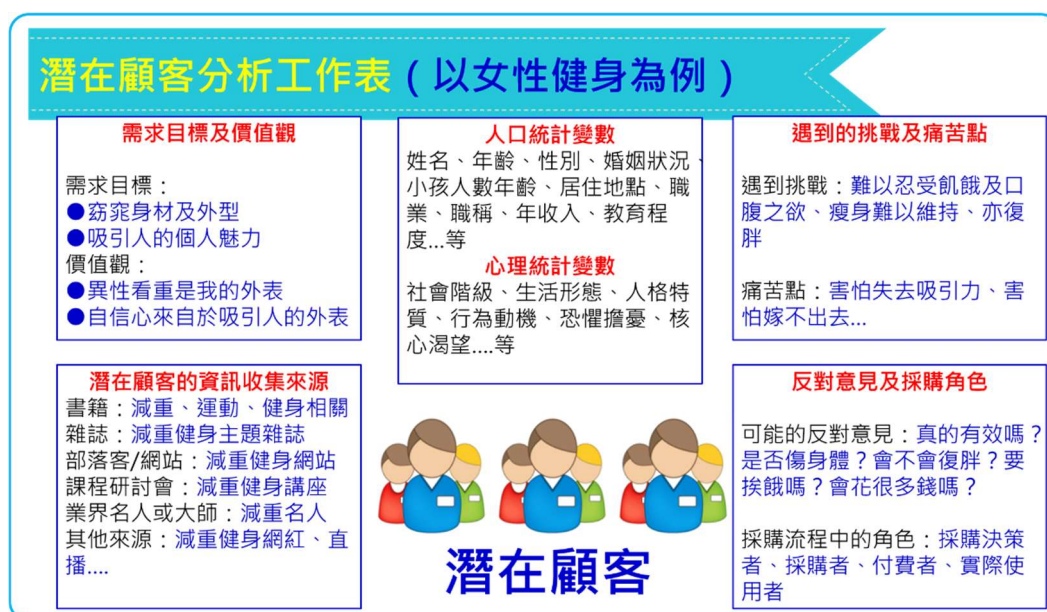 潛在顧客分析工作表（以女性健身為例）
需求目標及價值觀
需求目標：
●窈窕身材及外型
●吸引人的個人魅力
價值觀：
●異性看重是我的外表
●自信心來自於吸引人的外表
人口統計變數
姓名、年齡、性別、婚姻狀況、
小孩人數年齡、居住地點、職
業、職稱、年收入、教育程
度...等
心理統計變數
社會階級、生活形態、人格特
質、行為動機、恐懼擔憂、核
心渴望....等
遇到的挑戰及痛苦點
遇到挑戰：難以忍受飢餓及口
腹之欲、瘦身難以維持、亦復
胖
痛苦點：害怕失去吸引力、害
怕嫁不出去...
潛在顧客的資訊收集來源
書籍：減重、運動、健身相關
雜誌：減重健身主題雜誌
部落客/網站：減重健身網站
課程研討會：減重健身講座
業界名人或大師：減重名人
其他來源：減重健身網紅、直
播....
潛在顧客
反對意見及採購角色
可能的反對意見：真的有效嗎？
是否傷身體？會不會復胖？要
挨餓嗎？會花很多錢嗎？
採購流程中的角色：採購決策
者、採購者、付費者、實際使
用者